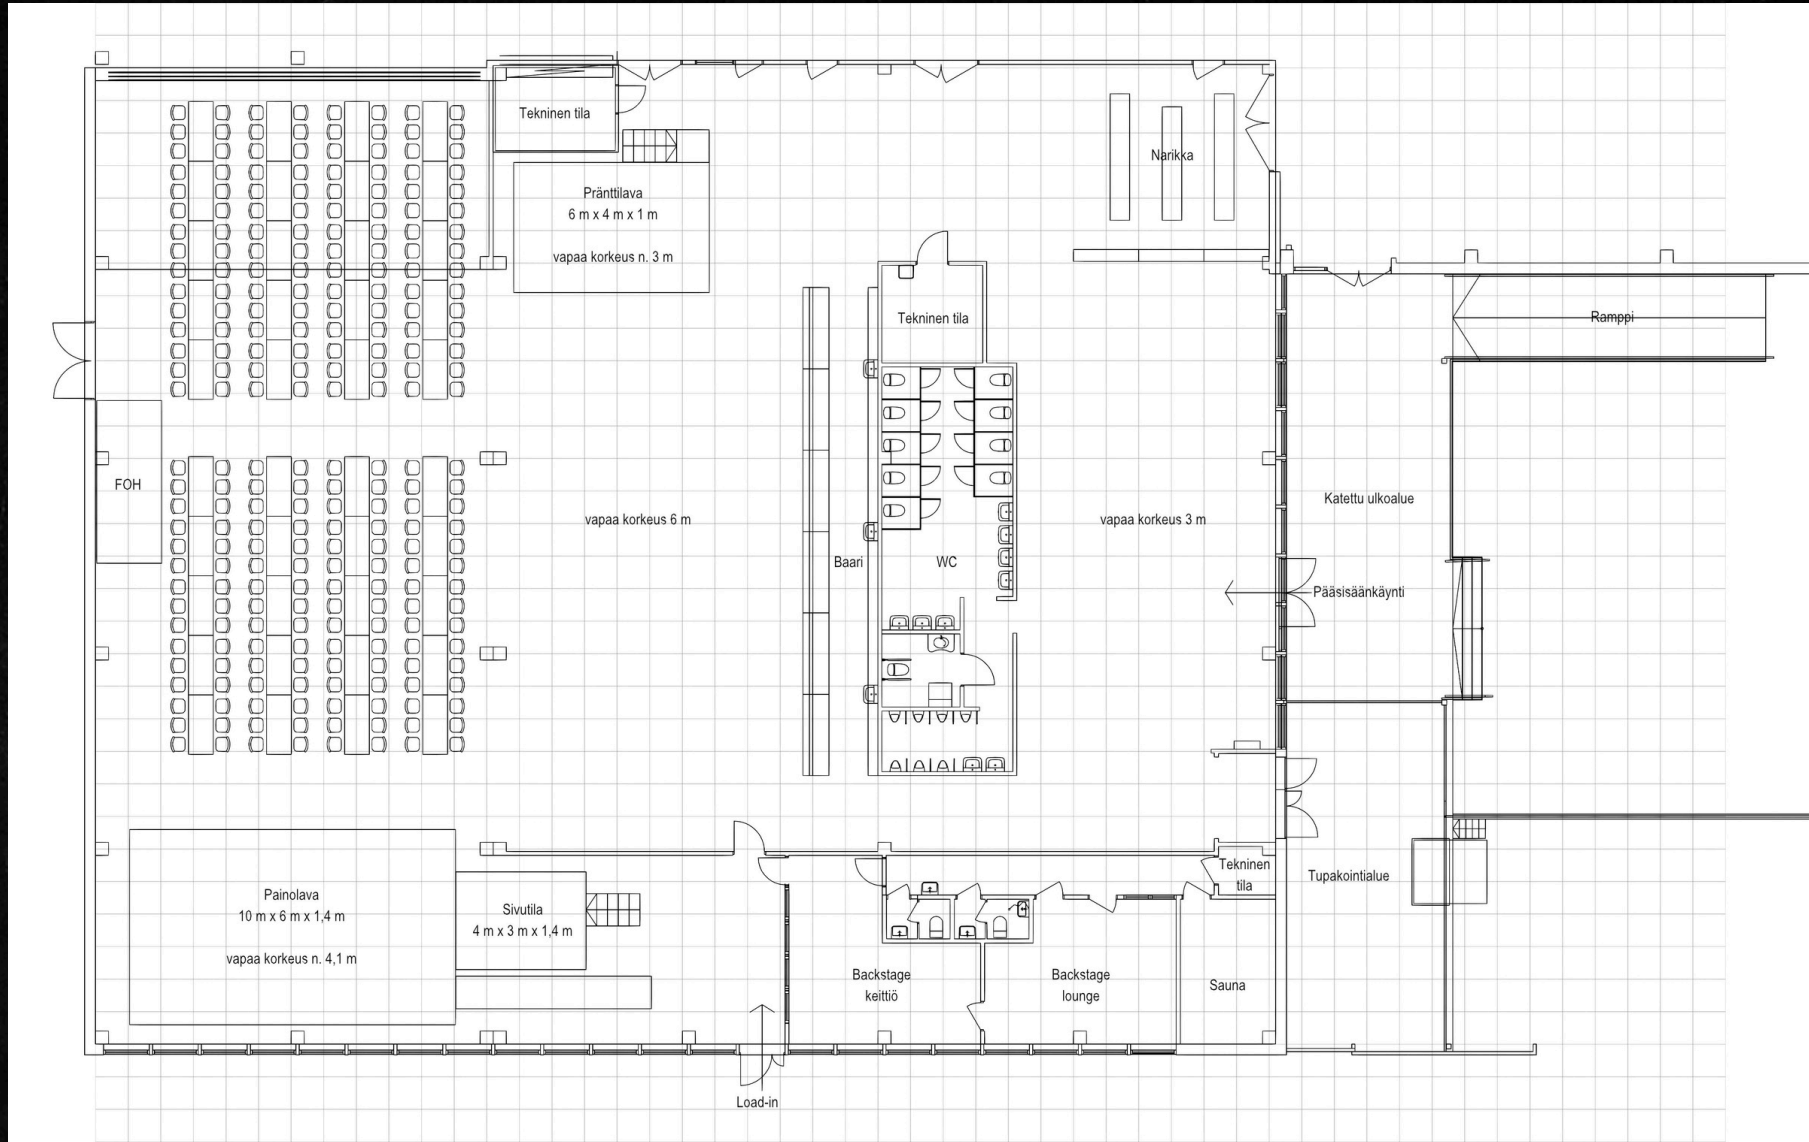 Tekninen tila
Narikka
Pränttilava
6 m x 4 m x 1 m
vapaa korkeus n. 3 m
Tekninen tila
Ramppi
FOH
Katettu ulkoalue
vapaa korkeus 6 m
vapaa korkeus 3 m
Baari
WC
Pääsisäänkäynti
Tekninen
tila
Tupakointialue
Painolava
10 m x 6 m x 1,4 m
vapaa korkeus n. 4,1 m
Sivutila
4 m x 3 m x 1,4 m
Backstage
keittiö
Backstage
lounge
Sauna
Load-in